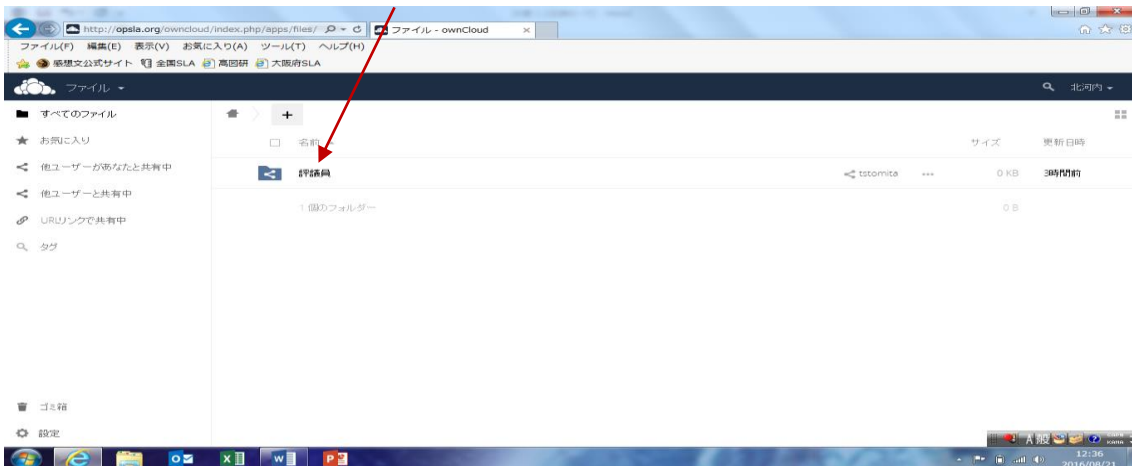 http://opsla.org/owncloud/index.php/apps/files/
ファイル - ownCloud
ファイル(F) 編集(E) 表示(V) お気に入り(A) ツール(T) ヘルプ(H)
感想文公式サイト 全国SLA 高図研 大阪府SLA
ファイル
北河内
すべてのファイル
お気に入り
他ユーザーがあなたと共有中
他ユーザーと共有中
URLリンクで共有中
タグ
+
名前
サイズ
更新日時
評議員
tstomita
...
0 KB
3時間前
1 個のフォルダー
0 B
ゴミ箱
設定
A 般
CAPS
KANA
12:36
2016/08/21